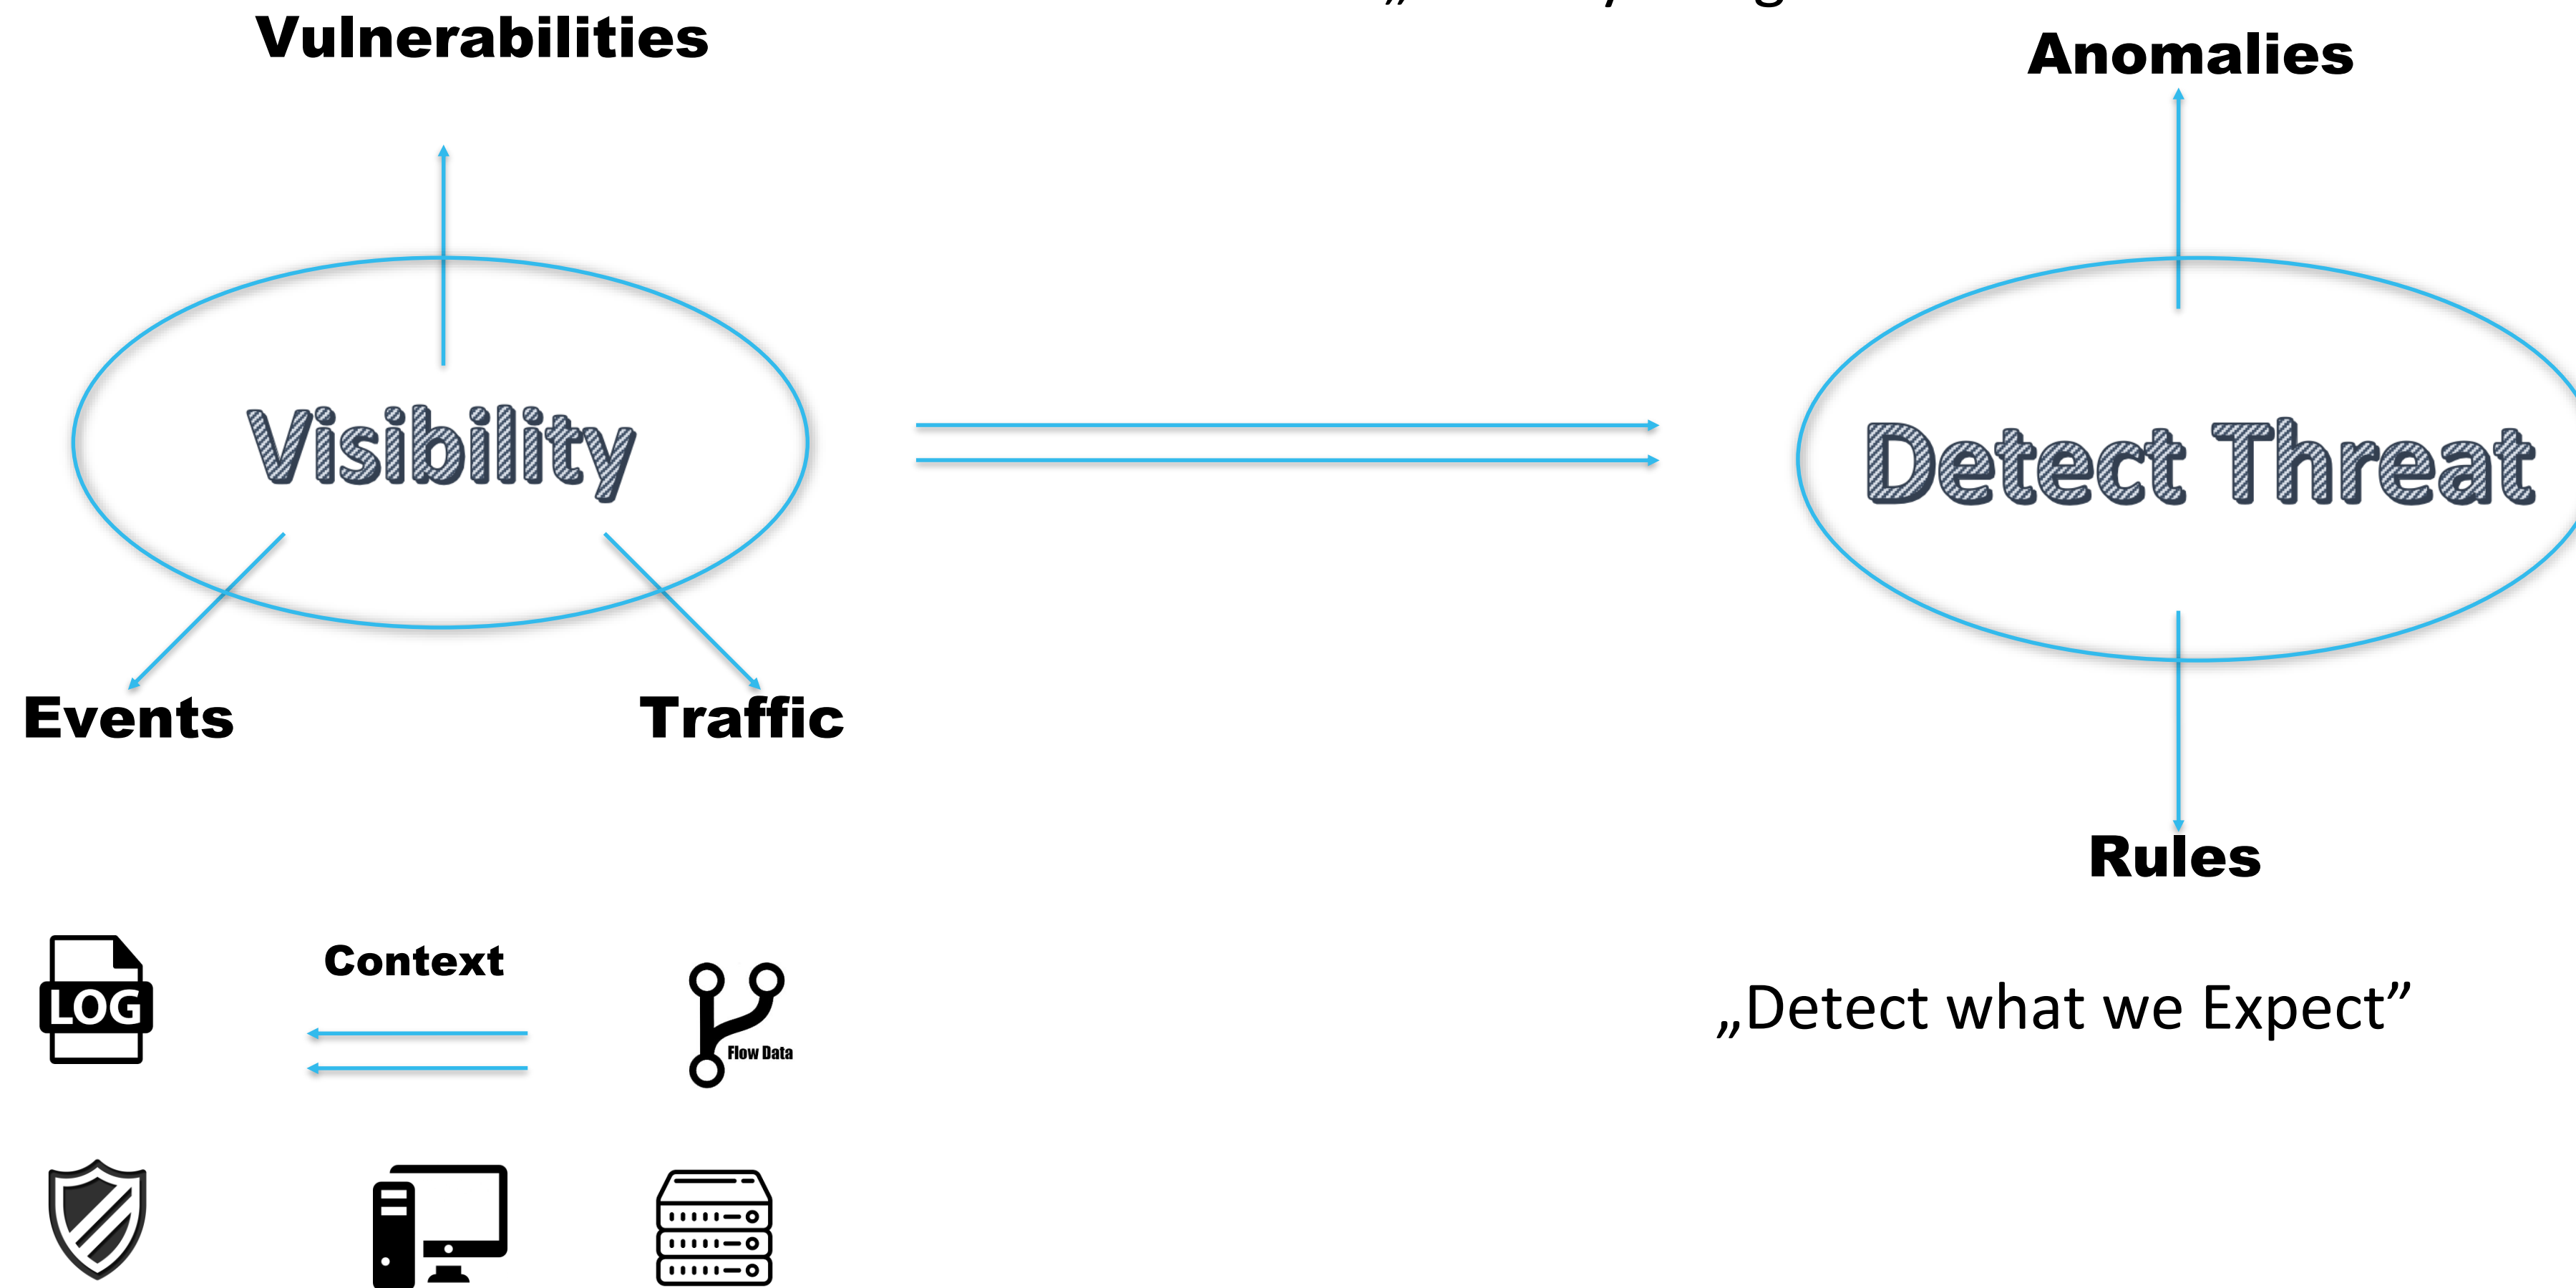 Vulnerabilities
Anomalies
Visibility
Detect Threat
Events
Traffic
Rules
LOG
Context
Flow Data
„Detect what we Expect”